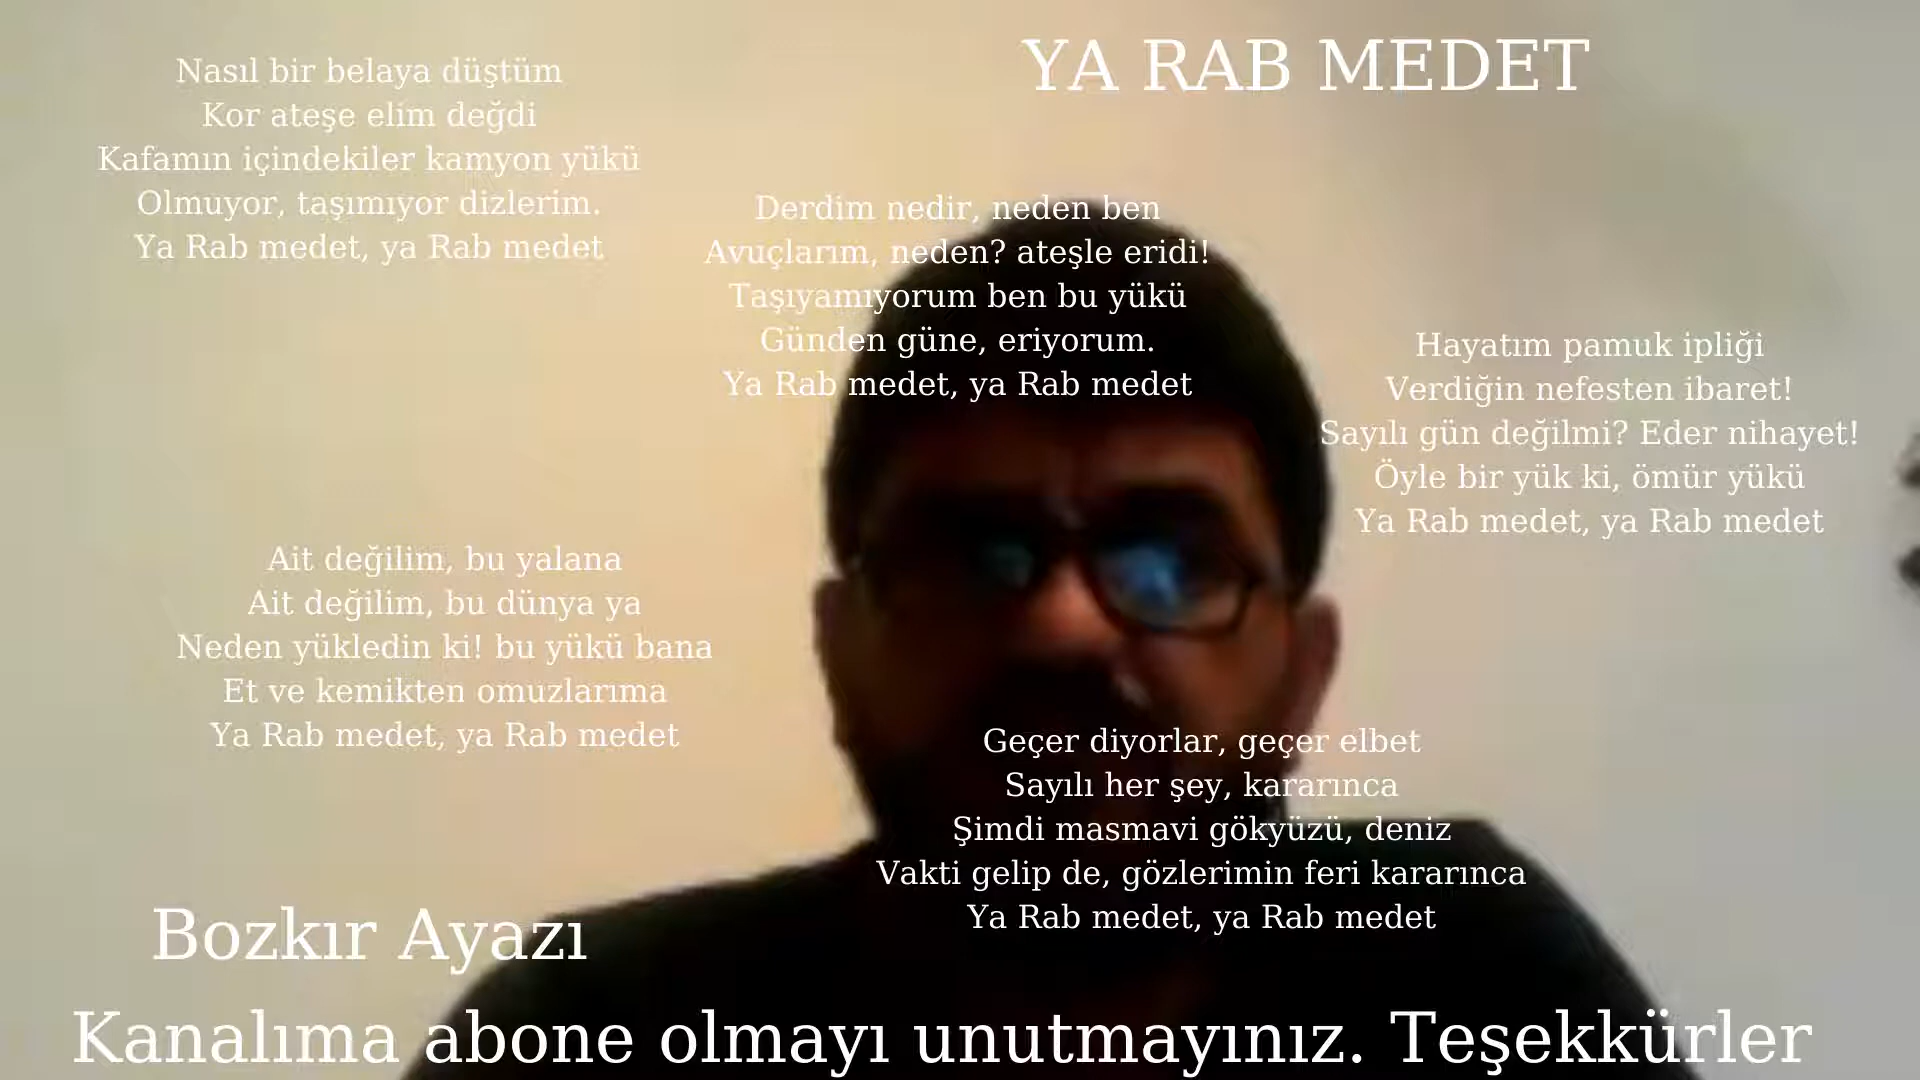 YA RAB MEDET
Nasıl bir belaya düştüm
Kor ateşe elim değdi
Kafamın içindekiler kamyon yükü
Olmuyor, taşımıyor dizlerim.
Ya Rab medet, ya Rab medet
Derdim nedir, neden ben
Avuçlarım, neden? ateşle eridi!
Taşıyamıyorum ben bu yükü
Günden güne, eriyorum.
Ya Rab medet, ya Rab medet
Hayatım pamuk ipliği
Verdiğin nefesten ibaret!
Sayılı gün değilmi? Eder nihayet!
Öyle bir yük ki, ömür yükü
Ya Rab medet, ya Rab medet
Ait değilim, bu yalana
Ait değilim, bu dünya ya
Neden yükledin ki! bu yükü bana
Et ve kemikten omuzlarıma
Ya Rab medet, ya Rab medet
Geçer diyorlar, geçer elbet
Sayılı her şey, kararınca
Şimdi masmavi gökyüzü, deniz
Vakti gelip de, gözlerimin feri kararınca
Ya Rab medet, ya Rab medet
Bozkır Ayazı
Kanalıma abone olmayı unutmayınız. Teşekkürler